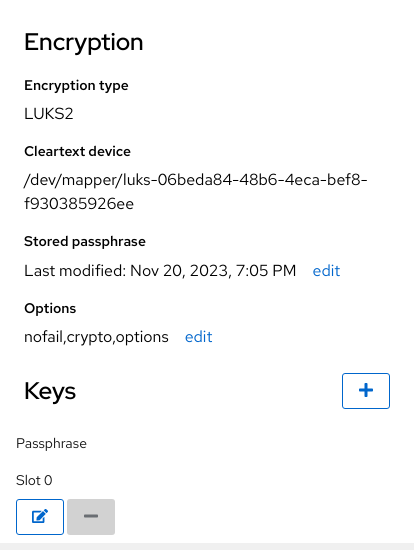 Encryption
Encryption type
LUKS2
Cleartext device
/dev/mapper/luks-06beda84-48b6-4eca-bef8-
f930385926ee
Stored passphrase
Last modified: Nov 20, 2023, 7:05 PM edit
Options
nofail,crypto,options edit
Keys
Passphrase
Slot 0